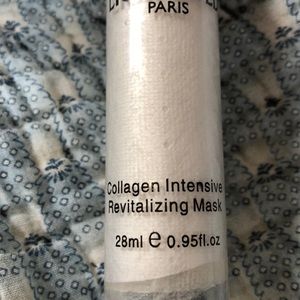 PARIS
Collagen Intensive
Revitalizing Mask
28ml e 0.95fl.oz